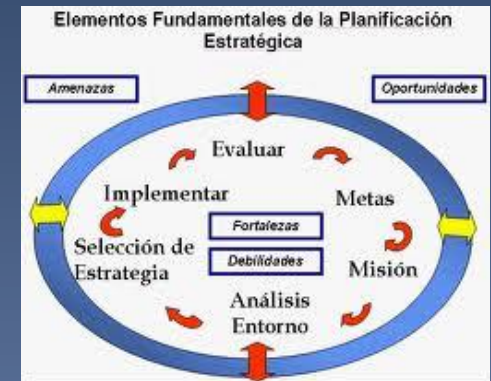 Elementos Fundamentales de la Planificación
Estratégica
Amenazas
Oportunidades
Evaluar
Implementar
Metas
Fortalezas
Selección de
Estrategia
Debilidades
Misión
Análisis
Entorno